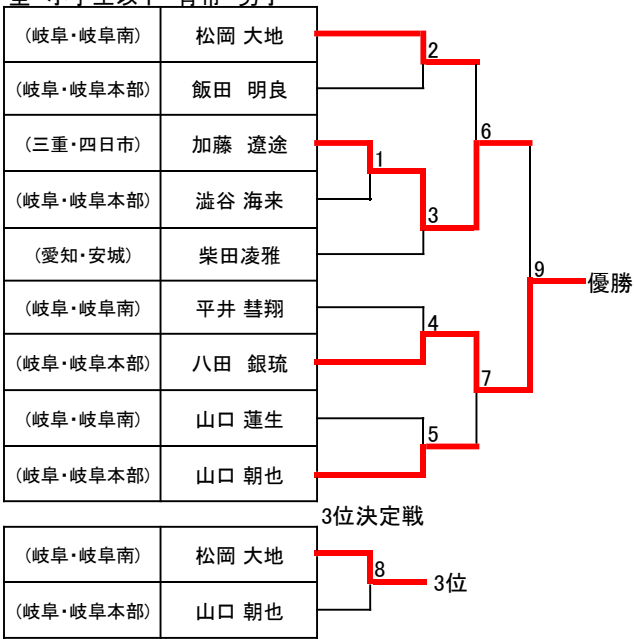 (岐阜・岐阜南) 松岡 大地
2
(岐阜・岐阜本部) 飯田 明良
6
(三重・四日市) 加藤 遼途
1
(岐阜・岐阜本部) 澁谷 海来
3
(愛知・安城) 柴田凌雅
9
優勝
(岐阜・岐阜南) 平井 彗翔
4
(岐阜・岐阜本部) 八田 銀琉
7
(岐阜・岐阜南) 山口 蓮生
5
(岐阜・岐阜本部) 山口 朝也
3位決定戦
(岐阜・岐阜南) 松岡 大地
8
3位
(岐阜・岐阜本部) 山口 朝也